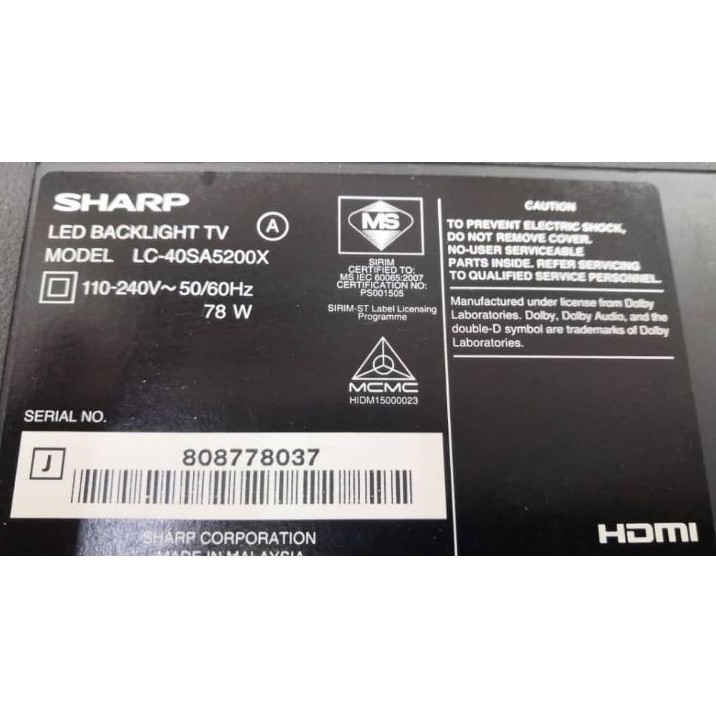 SHARP
LED BACKLIGHT TV
A
MODEL LC-40SA5200X
110-240V~ 50/60Hz
78 W
MS
SIRIM
CERTIFIED TO:
MS IEC 60065:2007
CERTIFICATION NO:
PS001505
SIRIM-ST Label Licensing
Programme
MCMC
HIDM15000023
SERIAL NO.
J
808778037
SHARP CORPORATION
MADE IN MALAYSIA
CAUTION
TO PREVENT ELECTRIC SHOCK,
DO NOT REMOVE COVER.
NO-USER SERVICEABLE
PARTS INSIDE. REFER SERVICING
TO QUALIFIED SERVICE PERSONNEL.
Manufactured under license from Dolby
Laboratories. Dolby, Dolby Audio, and the
double-D symbol are trademarks of Dolby
Laboratories.
HDMI